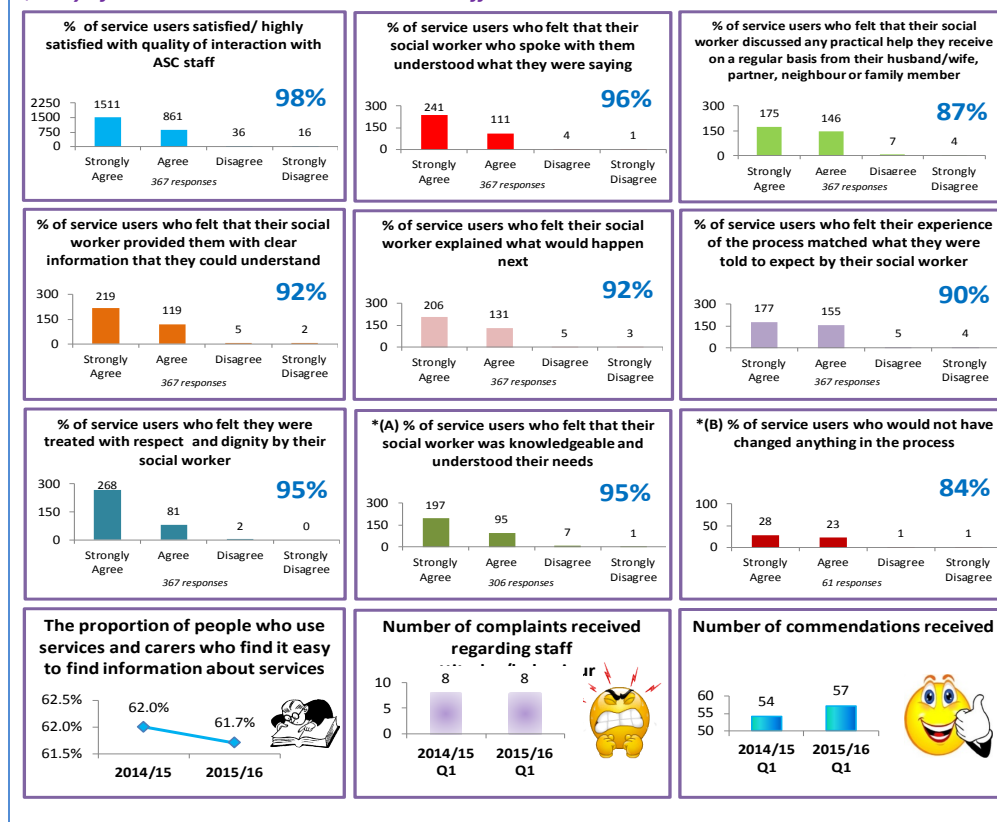 % of service users satisfied/ highly
satisfied with quality of interaction with
ASC staff
98%
2250
1500
750
0
1511
861
36
16
Strongly Agree
Agree
Disagree
Strongly Disagree
367 responses
% of service users who felt that their
social worker who spoke with them
understood what they were saying
96%
300
150
0
241
111
4
1
Strongly Agree
Agree
Disagree
Strongly Disagree
367 responses
% of service users who felt that their social
worker discussed any practical help they receive
on a regular basis from their husband/wife,
partner, neighbour or family member
87%
300
150
0
175
146
7
4
Strongly Agree
Agree
Disagree
Strongly Disagree
367 responses
% of service users who felt that their social
worker provided them with clear
information that they could understand
92%
300
150
0
219
119
5
2
Strongly Agree
Agree
Disagree
Strongly Disagree
367 responses
% of service users who felt their social
worker explained what would happen
next
92%
300
150
0
206
131
5
3
Strongly Agree
Agree
Disagree
Strongly Disagree
367 responses
% of service users who felt their experience
of the process matched what they were
told to expect by their social worker
90%
300
150
0
177
155
5
4
Strongly Agree
Agree
Disagree
Strongly Disagree
367 responses
% of service users who felt they were
treated with respect and dignity by their
social worker
95%
300
150
0
268
81
2
0
Strongly Agree
Agree
Disagree
Strongly Disagree
367 responses
*(A) % of service users who felt that their
social worker was knowledgeable and
understood their needs
95%
300
150
0
197
95
7
1
Strongly Agree
Agree
Disagree
Strongly Disagree
306 responses
*(B) % of service users who would not have
changed anything in the process
84%
100
50
0
28
23
1
1
Strongly Agree
Agree
Disagree
Strongly Disagree
61 responses
The proportion of people who use
services and carers who find it easy
to find information about services
62.5%
62.0%
61.5%
62.0%
61.7%
2014/15
2015/16
Number of complaints received
regarding staff
10
5
0
8
8
2014/15 Q1
2015/16 Q1
Number of commendations received
60
55
50
54
57
2014/15 Q1
2015/16 Q1